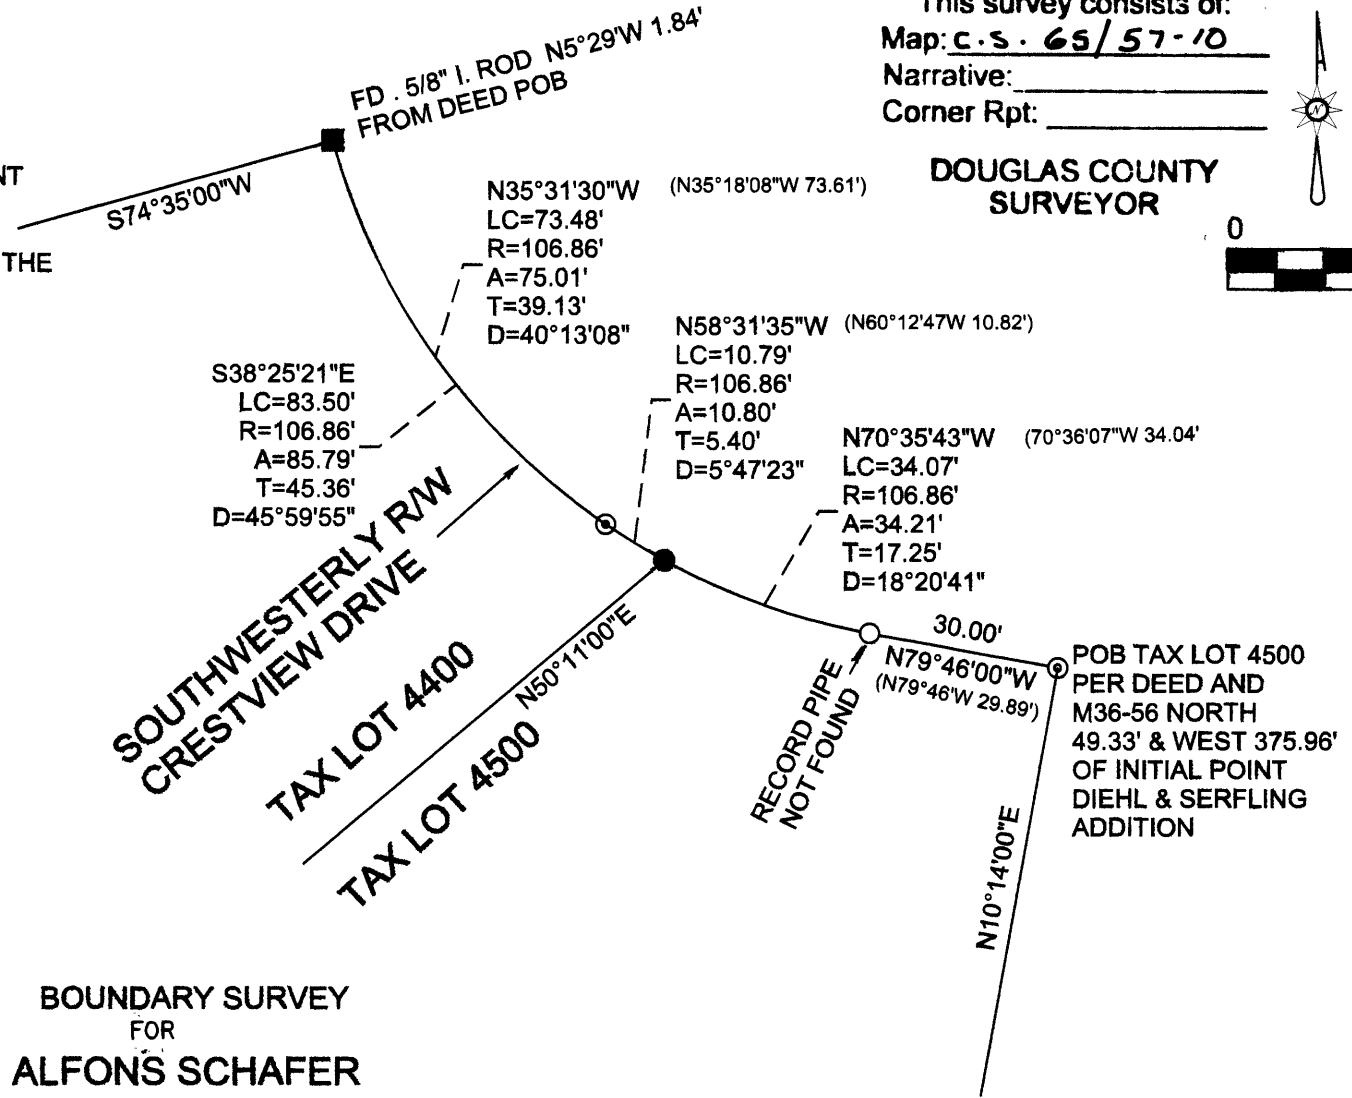 This survey consists of:
Map: C.S. 65/57-10
Narrative:
Corner Rpt:
DOUGLAS COUNTY
SURVEYOR
0
N
FD . 5/8" I. ROD N5°29'W 1.84'
FROM DEED POB
NT
THE
S74°35'00"W
N35°31'30"W (N35°18'08"W 73.61')
LC=73.48'
R=106.86'
A=75.01'
T=39.13'
D=40°13'08"
N58°31'35"W (N60°12'47W 10.82')
LC=10.79'
R=106.86'
A=10.80'
T=5.40'
D=5°47'23"
S38°25'21"E
LC=83.50'
R=106.86'
A=85.79'
T=45.36'
D=45°59'55"
N70°35'43"W (70°36'07"W 34.04'
LC=34.07'
R=106.86'
A=34.21'
T=17.25'
D=18°20'41"
SOUTHWESTERLY R/W
CRESTVIEW DRIVE
TAX LOT 4400
N50°11'00"E
TAX LOT 4500
30.00'
N79°46'00"W
(N79°46'W 29.89')
RECORD PIPE
NOT FOUND
POB TAX LOT 4500
PER DEED AND
M36-56 NORTH
49.33' & WEST 375.96'
OF INITIAL POINT
DIEHL & SERFLING
ADDITION
N10°14'00"E
BOUNDARY SURVEY
FOR
ALFONS SCHAFER